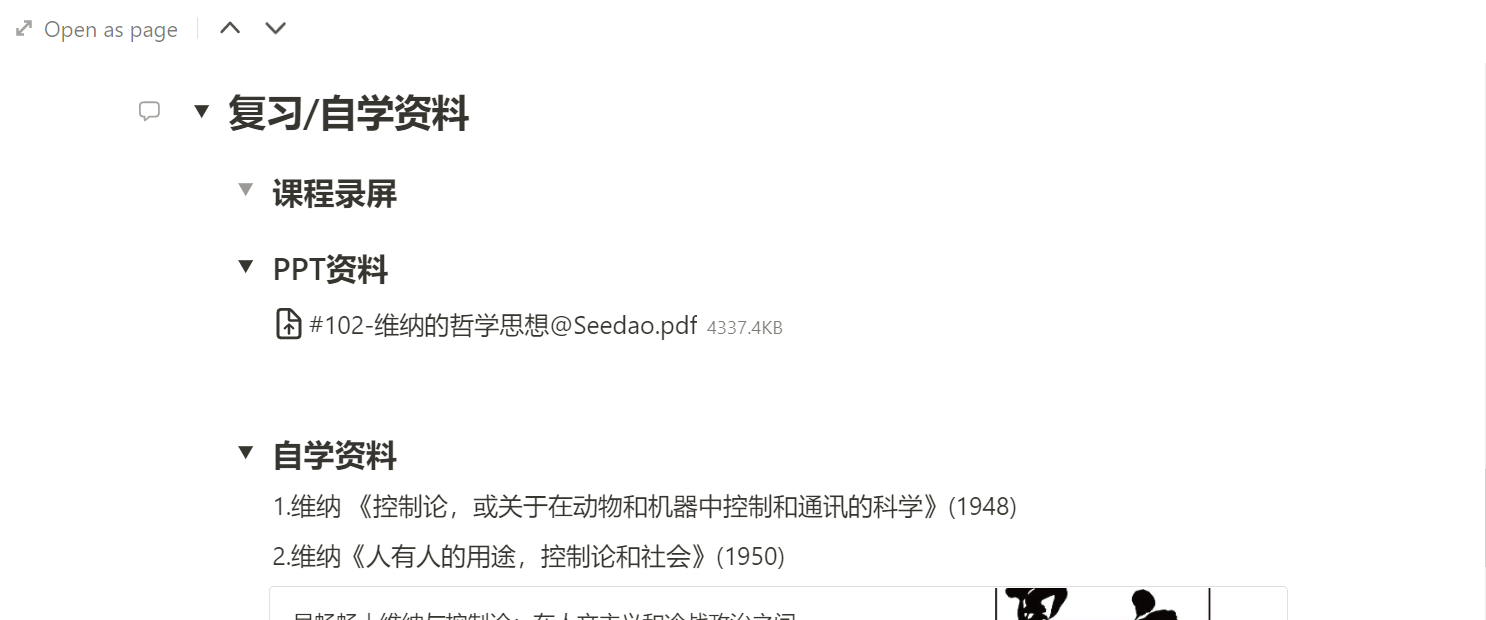 Open as page
复习/自学资料
课程录屏
PPT资料
#102-维纳的哲学思想@Seedao.pdf 4337.4KB
自学资料
1.维纳 《控制论，或关于在动物和机器中控制和通讯的科学》(1948)
2.维纳《人有人的用途，控制论和社会》(1950)